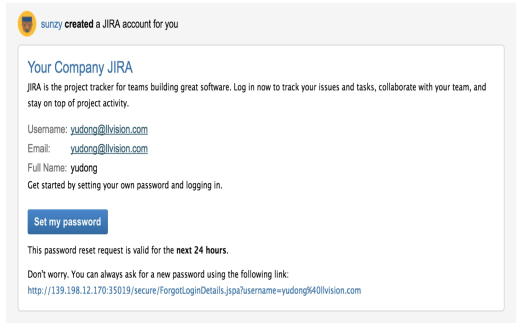 sunzy created a JIRA account for you
Your Company JIRA
JIRA is the project tracker for teams building great software. Log in now to track your issues and tasks, collaborate with your team, and
stay on top of project activity.
Username: yudong@llvision.com
Email: yudong@llvision.com
Full Name: yudong
Get started by setting your own password and logging in.
Set my password
This password reset request is valid for the next 24 hours.
Don't worry. You can always ask for a new password using the following link:
http://139.198.12.170:35019/secure/ForgotLoginDetails.jspa?username=yudong%40llvision.com